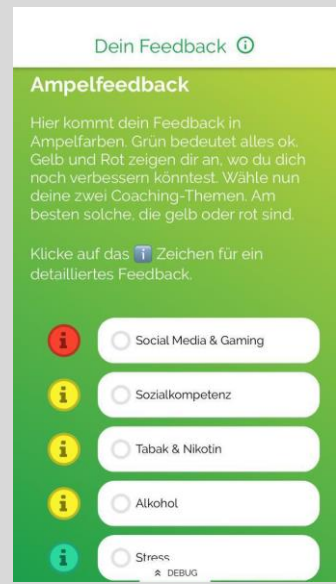 Dein Feedback
Ampelfeedback
Hier kommt dein Feedback in
Ampelfarben. Grün bedeutet alles ok.
Gelb und Rot zeigen dir an, wo du dich
noch verbessern könntest. Wähle nun
deine zwei Coaching-Themen. Am
besten solche, die gelb oder rot sind.
Klicke auf das i Zeichen für ein
detailliertes Feedback.
Social Media & Gaming
Sozialkompetenz
Tabak & Nikotin
Alkohol
Stress
DEBUG